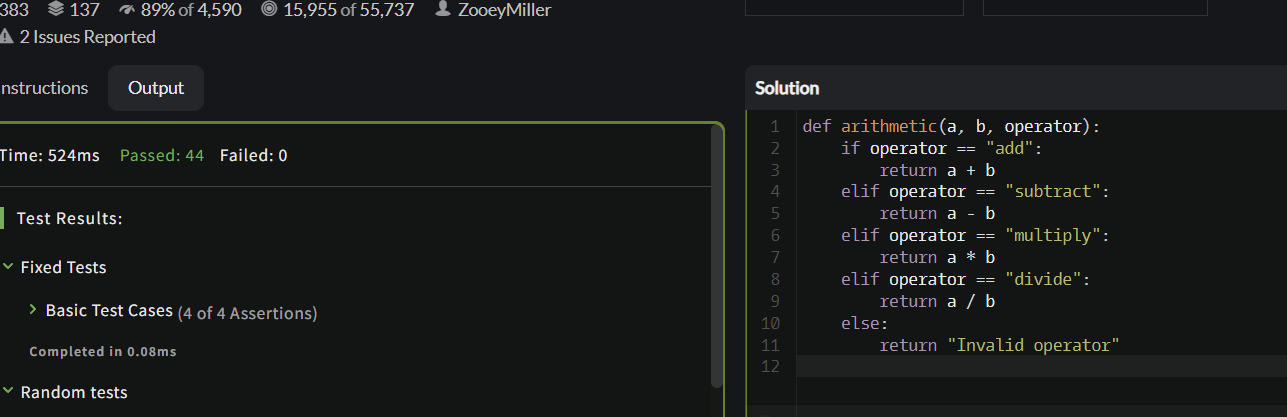 383 137 89% of 4,590 15,955 of 55,737 ZooeyMiller
2 Issues Reported
nstructions Output
Time: 524ms Passed: 44 Failed: 0
Test Results:
Fixed Tests
Basic Test Cases (4 of 4 Assertions)
Completed in 0.08ms
Random tests
Solution
1 def arithmetic(a, b, operator):
2     if operator == "add":
3         return a + b
4     elif operator == "subtract":
5         return a - b
6     elif operator == "multiply":
7         return a * b
8     elif operator == "divide":
9         return a / b
10     else:
11         return "Invalid operator"
12